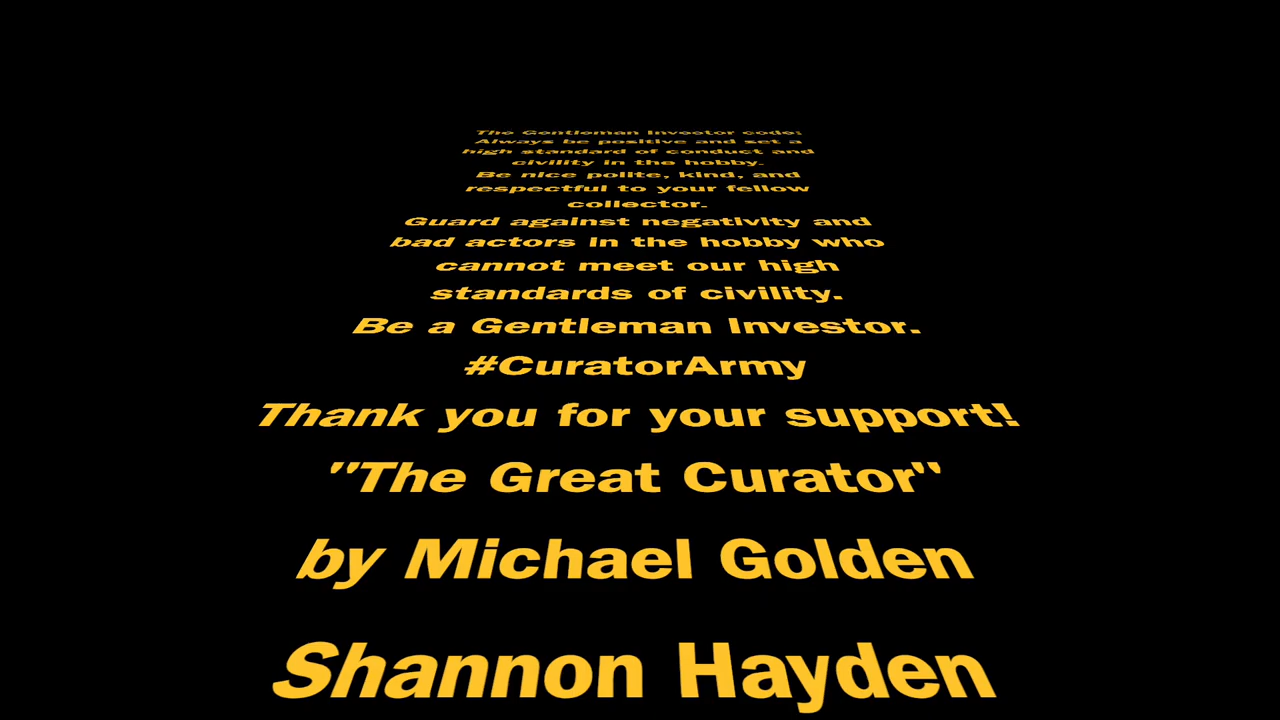 The Gentleman Investor code:
Always be positive and set a
high standard of conduct and
civility in the hobby.
Be nice polite, kind, and
respectful to your fellow
collector.
Guard against negativity and
bad actors in the hobby who
cannot meet our high
standards of civility.
Be a Gentleman Investor.
#CuratorArmy
Thank you for your support!
"The Great Curator"
by Michael Golden
Shannon Hayden